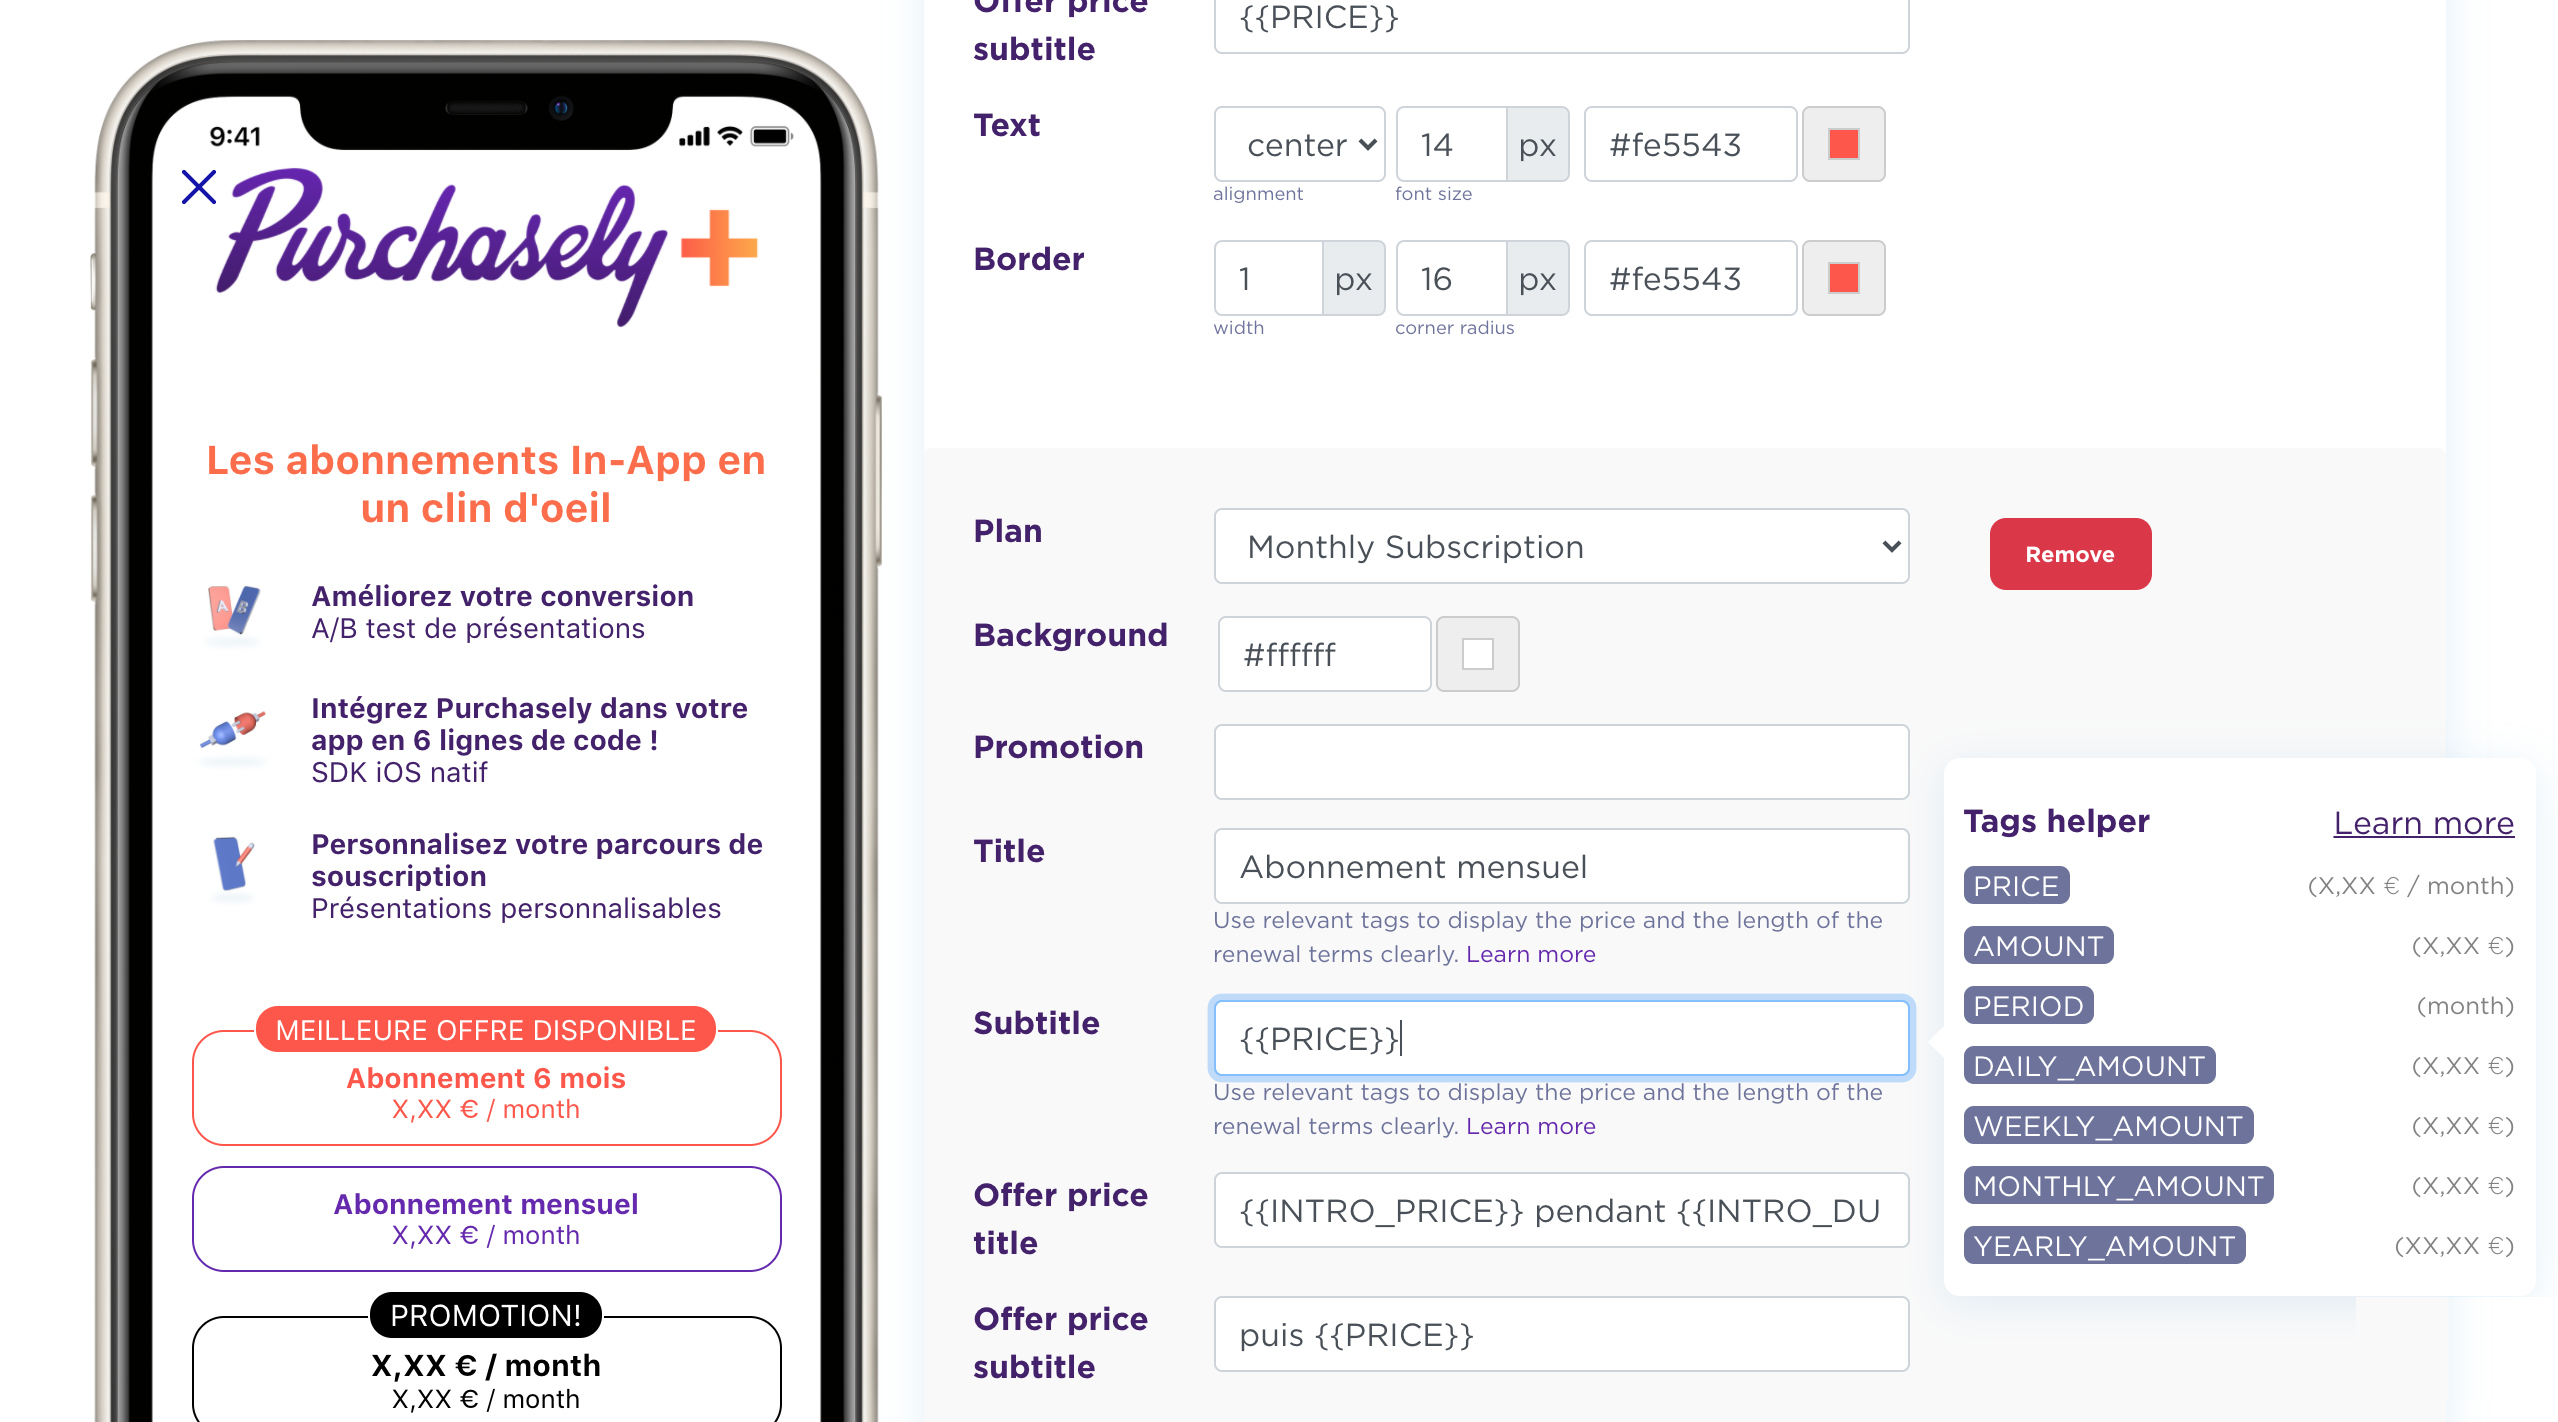 9:41
Purchasely+
Les abonnements In-App en
un clin d'oeil
A B
Améliorez votre conversion
A/B test de présentations
Intégrez Purchasely dans votre
app en 6 lignes de code !
SDK iOS natif
Personnalisez votre parcours de
souscription
Présentations personnalisables
MEILLEURE OFFRE DISPONIBLE
Abonnement 6 mois
X,XX € / month
Abonnement mensuel
X,XX € / month
PROMOTION!
X,XX € / month
X,XX € / month
Offer price
subtitle
{{PRICE}}
Text
center
14
px
#fe5543
alignment
font size
Border
1
px
16
px
#fe5543
width
corner radius
Plan
Monthly Subscription
Remove
Background
#ffffff
Promotion
Title
Abonnement mensuel
Use relevant tags to display the price and the length of the
renewal terms clearly. Learn more
Subtitle
{{PRICE}}
Use relevant tags to display the price and the length of the
renewal terms clearly. Learn more
Offer price
title
{{INTRO_PRICE}} pendant {{INTRO_DU
Offer price
subtitle
puis {{PRICE}}
Tags helper
Learn more
PRICE
(X,XX € / month)
AMOUNT
(X,XX €)
PERIOD
(month)
DAILY_AMOUNT
(X,XX €)
WEEKLY_AMOUNT
(X,XX €)
MONTHLY_AMOUNT
(X,XX €)
YEARLY_AMOUNT
(XX,XX €)